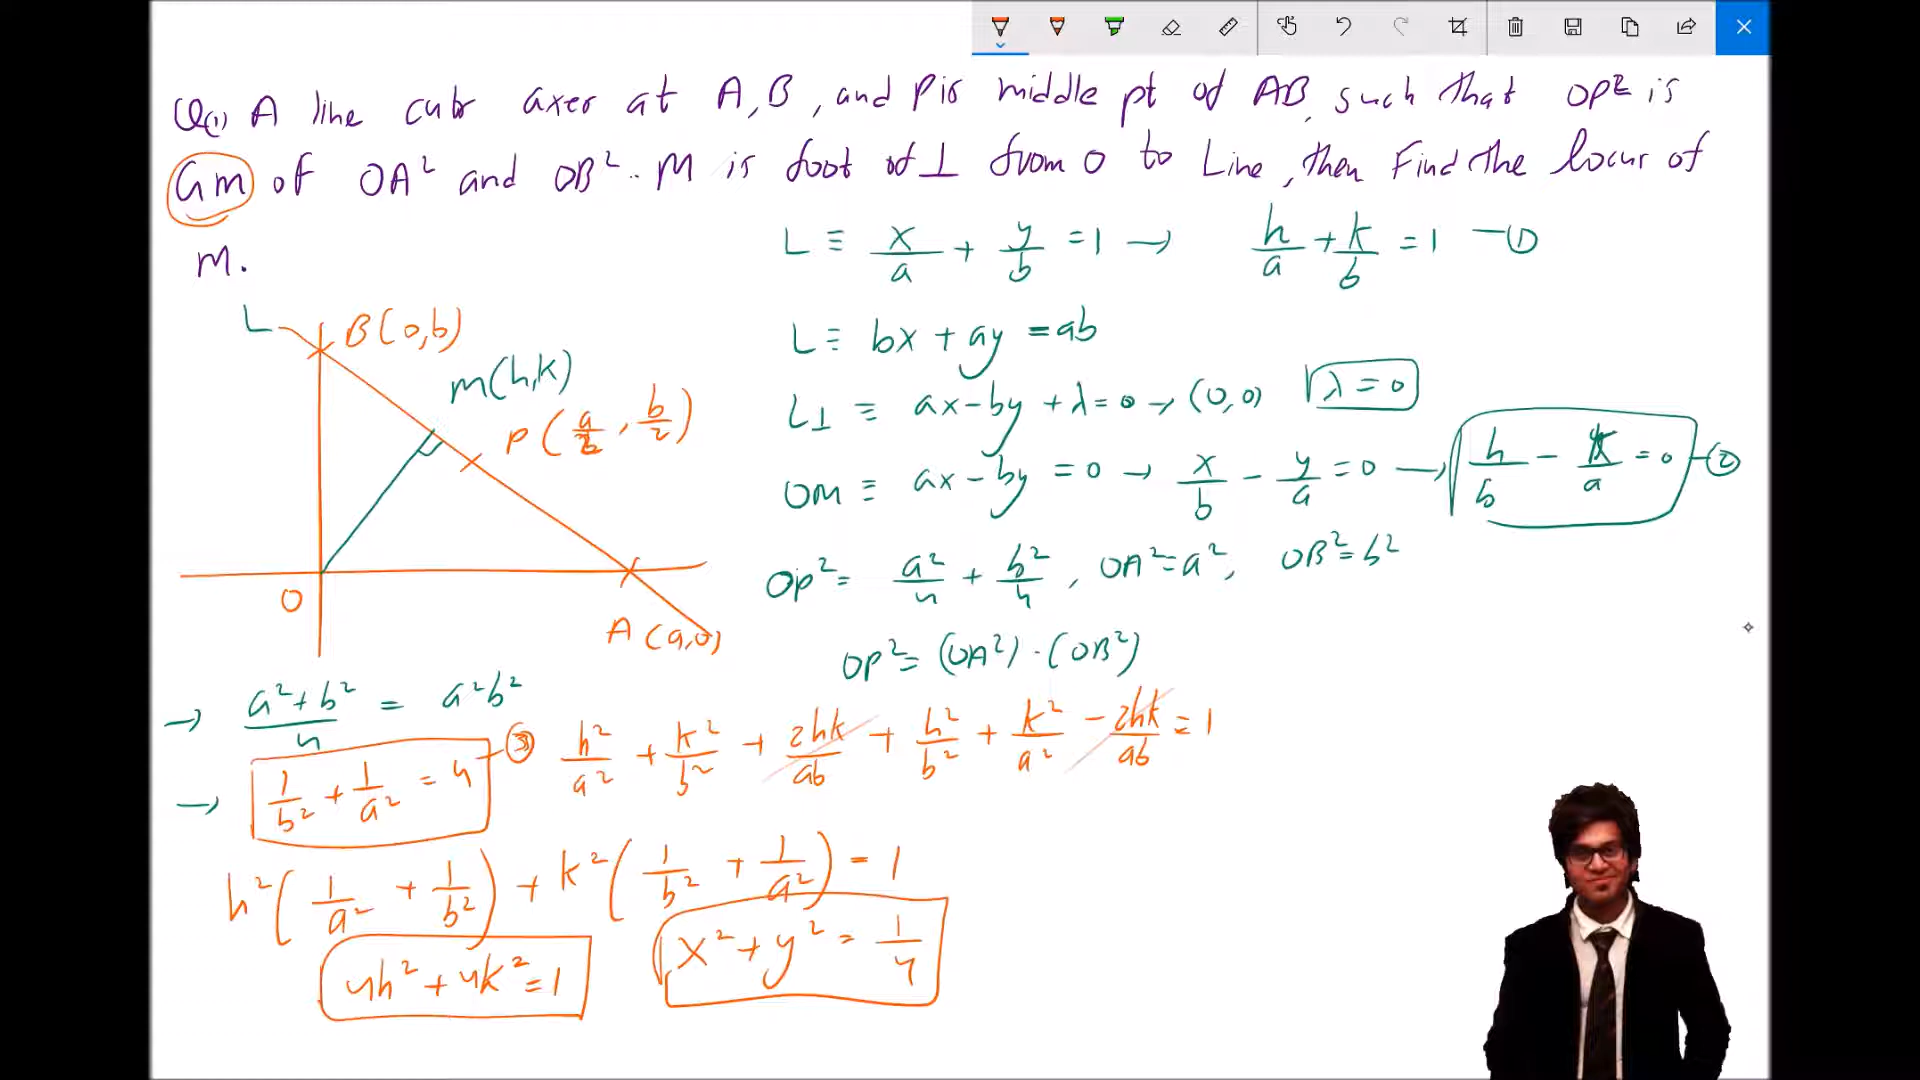 Q(1) A line cuts axes at A,B, and P is middle pt of AB, such that OP² is
GM of OA² and OB². M is foot of ⊥ from O to Line, then Find the locus of
M.
L ≡ x/a + y/b = 1 → h/a + k/b = 1 — ①
L
B(0,b)
M(h,k)
P(a/2, b/2)
O
A(a,0)
L ≡ bx + ay = ab
L⊥ ≡ ax - by + λ = 0 → (0,0) λ = 0
OM ≡ ax - by = 0 → x/b - y/a = 0 → h/b - k/a = 0 — ②
OP² = a²/4 + b²/4, OA² = a², OB² = b²
OP² = (OA²) · (OB²)
→ (a² + b²)/4 = a²b²
→ 1/b² + 1/a² = 4 — ③
h²/a² + k²/b² + 2hk/ab + h²/b² + k²/a² - 2hk/ab = 1
h²(1/a² + 1/b²) + k²(1/b² + 1/a²) = 1
4h² + 4k² = 1
x² + y² = 1/4